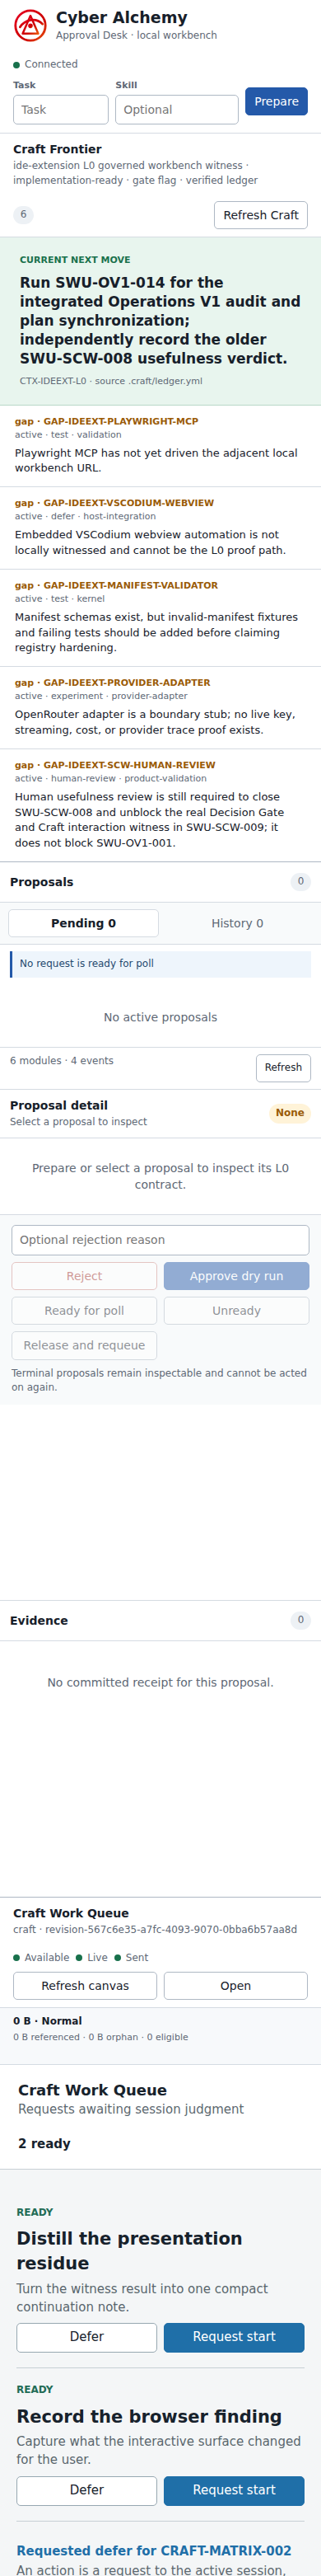 Cyber Alchemy
Approval Desk · local workbench
Connected
Task
Skill
Task
Optional
Prepare
Craft Frontier
ide-extension L0 governed workbench witness ·
implementation-ready · gate flag · verified ledger
6
Refresh Craft
CURRENT NEXT MOVE
Run SWU-OV1-014 for the
integrated Operations V1 audit and
plan synchronization;
independently record the older
SWU-SCW-008 usefulness verdict.
CTX-IDEEXT-L0 · source .craft/ledger.yml
gap · GAP-IDEEXT-PLAYWRIGHT-MCP
active · test · validation
Playwright MCP has not yet driven the adjacent local
workbench URL.
gap · GAP-IDEEXT-VSCODIUM-WEBVIEW
active · defer · host-integration
Embedded VSCodium webview automation is not
locally witnessed and cannot be the L0 proof path.
gap · GAP-IDEEXT-MANIFEST-VALIDATOR
active · test · kernel
Manifest schemas exist, but invalid-manifest fixtures
and failing tests should be added before claiming
registry hardening.
gap · GAP-IDEEXT-PROVIDER-ADAPTER
active · experiment · provider-adapter
OpenRouter adapter is a boundary stub; no live key,
streaming, cost, or provider trace proof exists.
gap · GAP-IDEEXT-SCW-HUMAN-REVIEW
active · human-review · product-validation
Human usefulness review is still required to close
SWU-SCW-008 and unblock the real Decision Gate
and Craft interaction witness in SWU-SCW-009; it
does not block SWU-OV1-001.
Proposals
0
Pending 0
History 0
No request is ready for poll
No active proposals
6 modules · 4 events
Refresh
Proposal detail
Select a proposal to inspect
None
Prepare or select a proposal to inspect its L0
contract.
Optional rejection reason
Reject
Approve dry run
Ready for poll
Unready
Release and requeue
Terminal proposals remain inspectable and cannot be acted
on again.
Evidence
0
No committed receipt for this proposal.
Craft Work Queue
craft · revision-567c6e35-a7fc-4093-9070-0bba6b57aa8d
Available
Live
Sent
Refresh canvas
Open
0 B · Normal
0 B referenced · 0 B orphan · 0 eligible
Craft Work Queue
Requests awaiting session judgment
2 ready
READY
Distill the presentation
residue
Turn the witness result into one compact
continuation note.
Defer
Request start
READY
Record the browser finding
Capture what the interactive surface changed
for the user.
Defer
Request start
Requested defer for CRAFT-MATRIX-002
An action is a request to the active session,